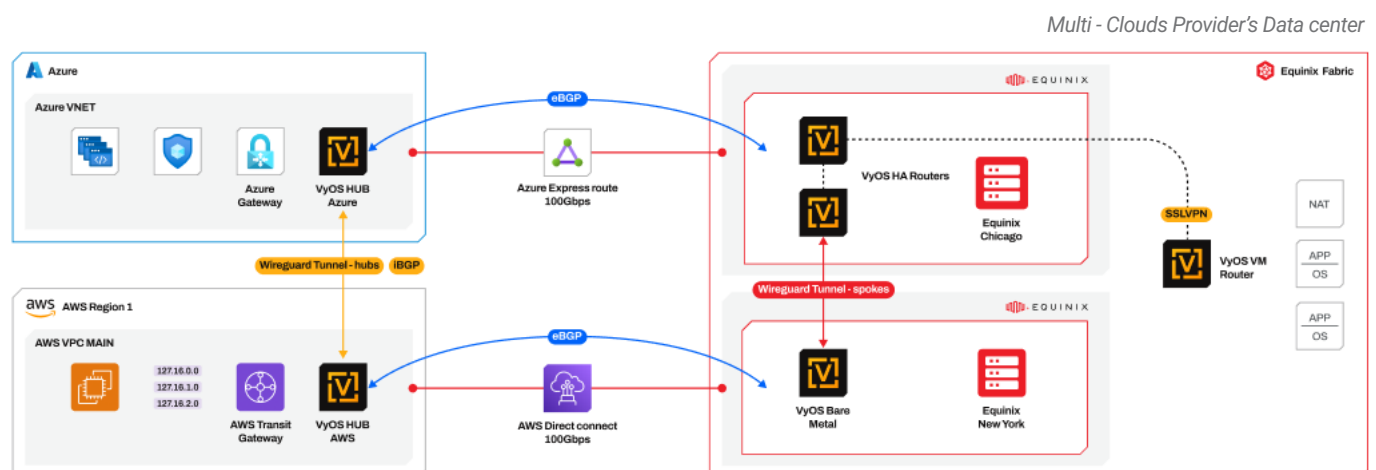 Multi - Clouds Provider's Data center
Azure
Azure VNET
Azure
Gateway
VyOS HUB
Azure
eBGP
Azure Express route
100Gbps
EQUINIX
Equinix Fabric
VyOS HA Routers
Equinix
Chicago
SSLVPN
VyOS VM
Router
NAT
APP
OS
APP
OS
Wireguard Tunnel - hubs
iBGP
Wireguard Tunnel - spokes
aws
AWS Region 1
AWS VPC MAIN
127.16.0.0
127.16.1.0
127.16.2.0
AWS Transit
Gateway
VyOS HUB
AWS
eBGP
AWS Direct connect
100Gbps
EQUINIX
VyOS Bare
Metal
Equinix
New York